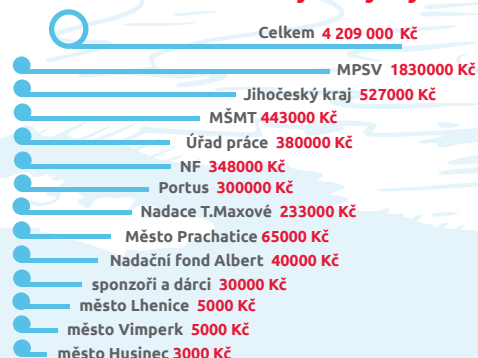 Celkem 4 209 000 Kč
MPSV 1830000 Kč
Jihočeský kraj 527000 Kč
MŠMT 443000 Kč
Úřad práce 380000 Kč
NF 348000 Kč
Portus 300000 Kč
Nadace T.Maxové 233000 Kč
Město Prachatice 65000 Kč
Nadační fond Albert 40000 Kč
sponzoři a dárci 30000 Kč
město Lhenice 5000 Kč
město Vimperk 5000 Kč
město Husinec 3000 Kč